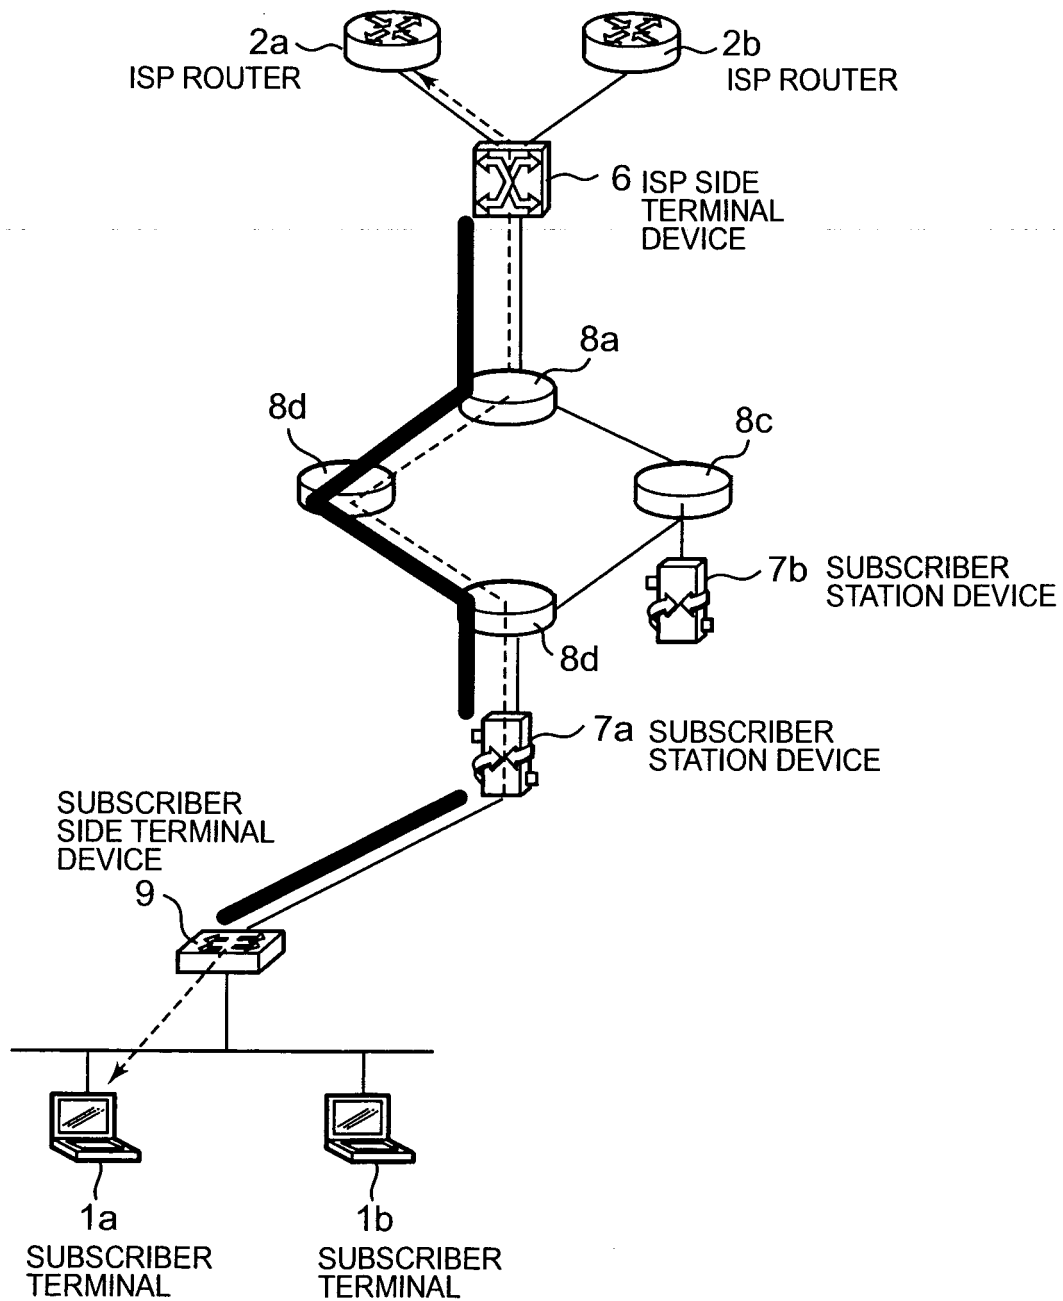 2a
ISP ROUTER
2b
ISP ROUTER
6 ISP SIDE
TERMINAL
DEVICE
8a
8d
8c
7b SUBSCRIBER
STATION DEVICE
8d
7a SUBSCRIBER
STATION DEVICE
SUBSCRIBER
SIDE TERMINAL
DEVICE
9
1a
SUBSCRIBER
TERMINAL
1b
SUBSCRIBER
TERMINAL